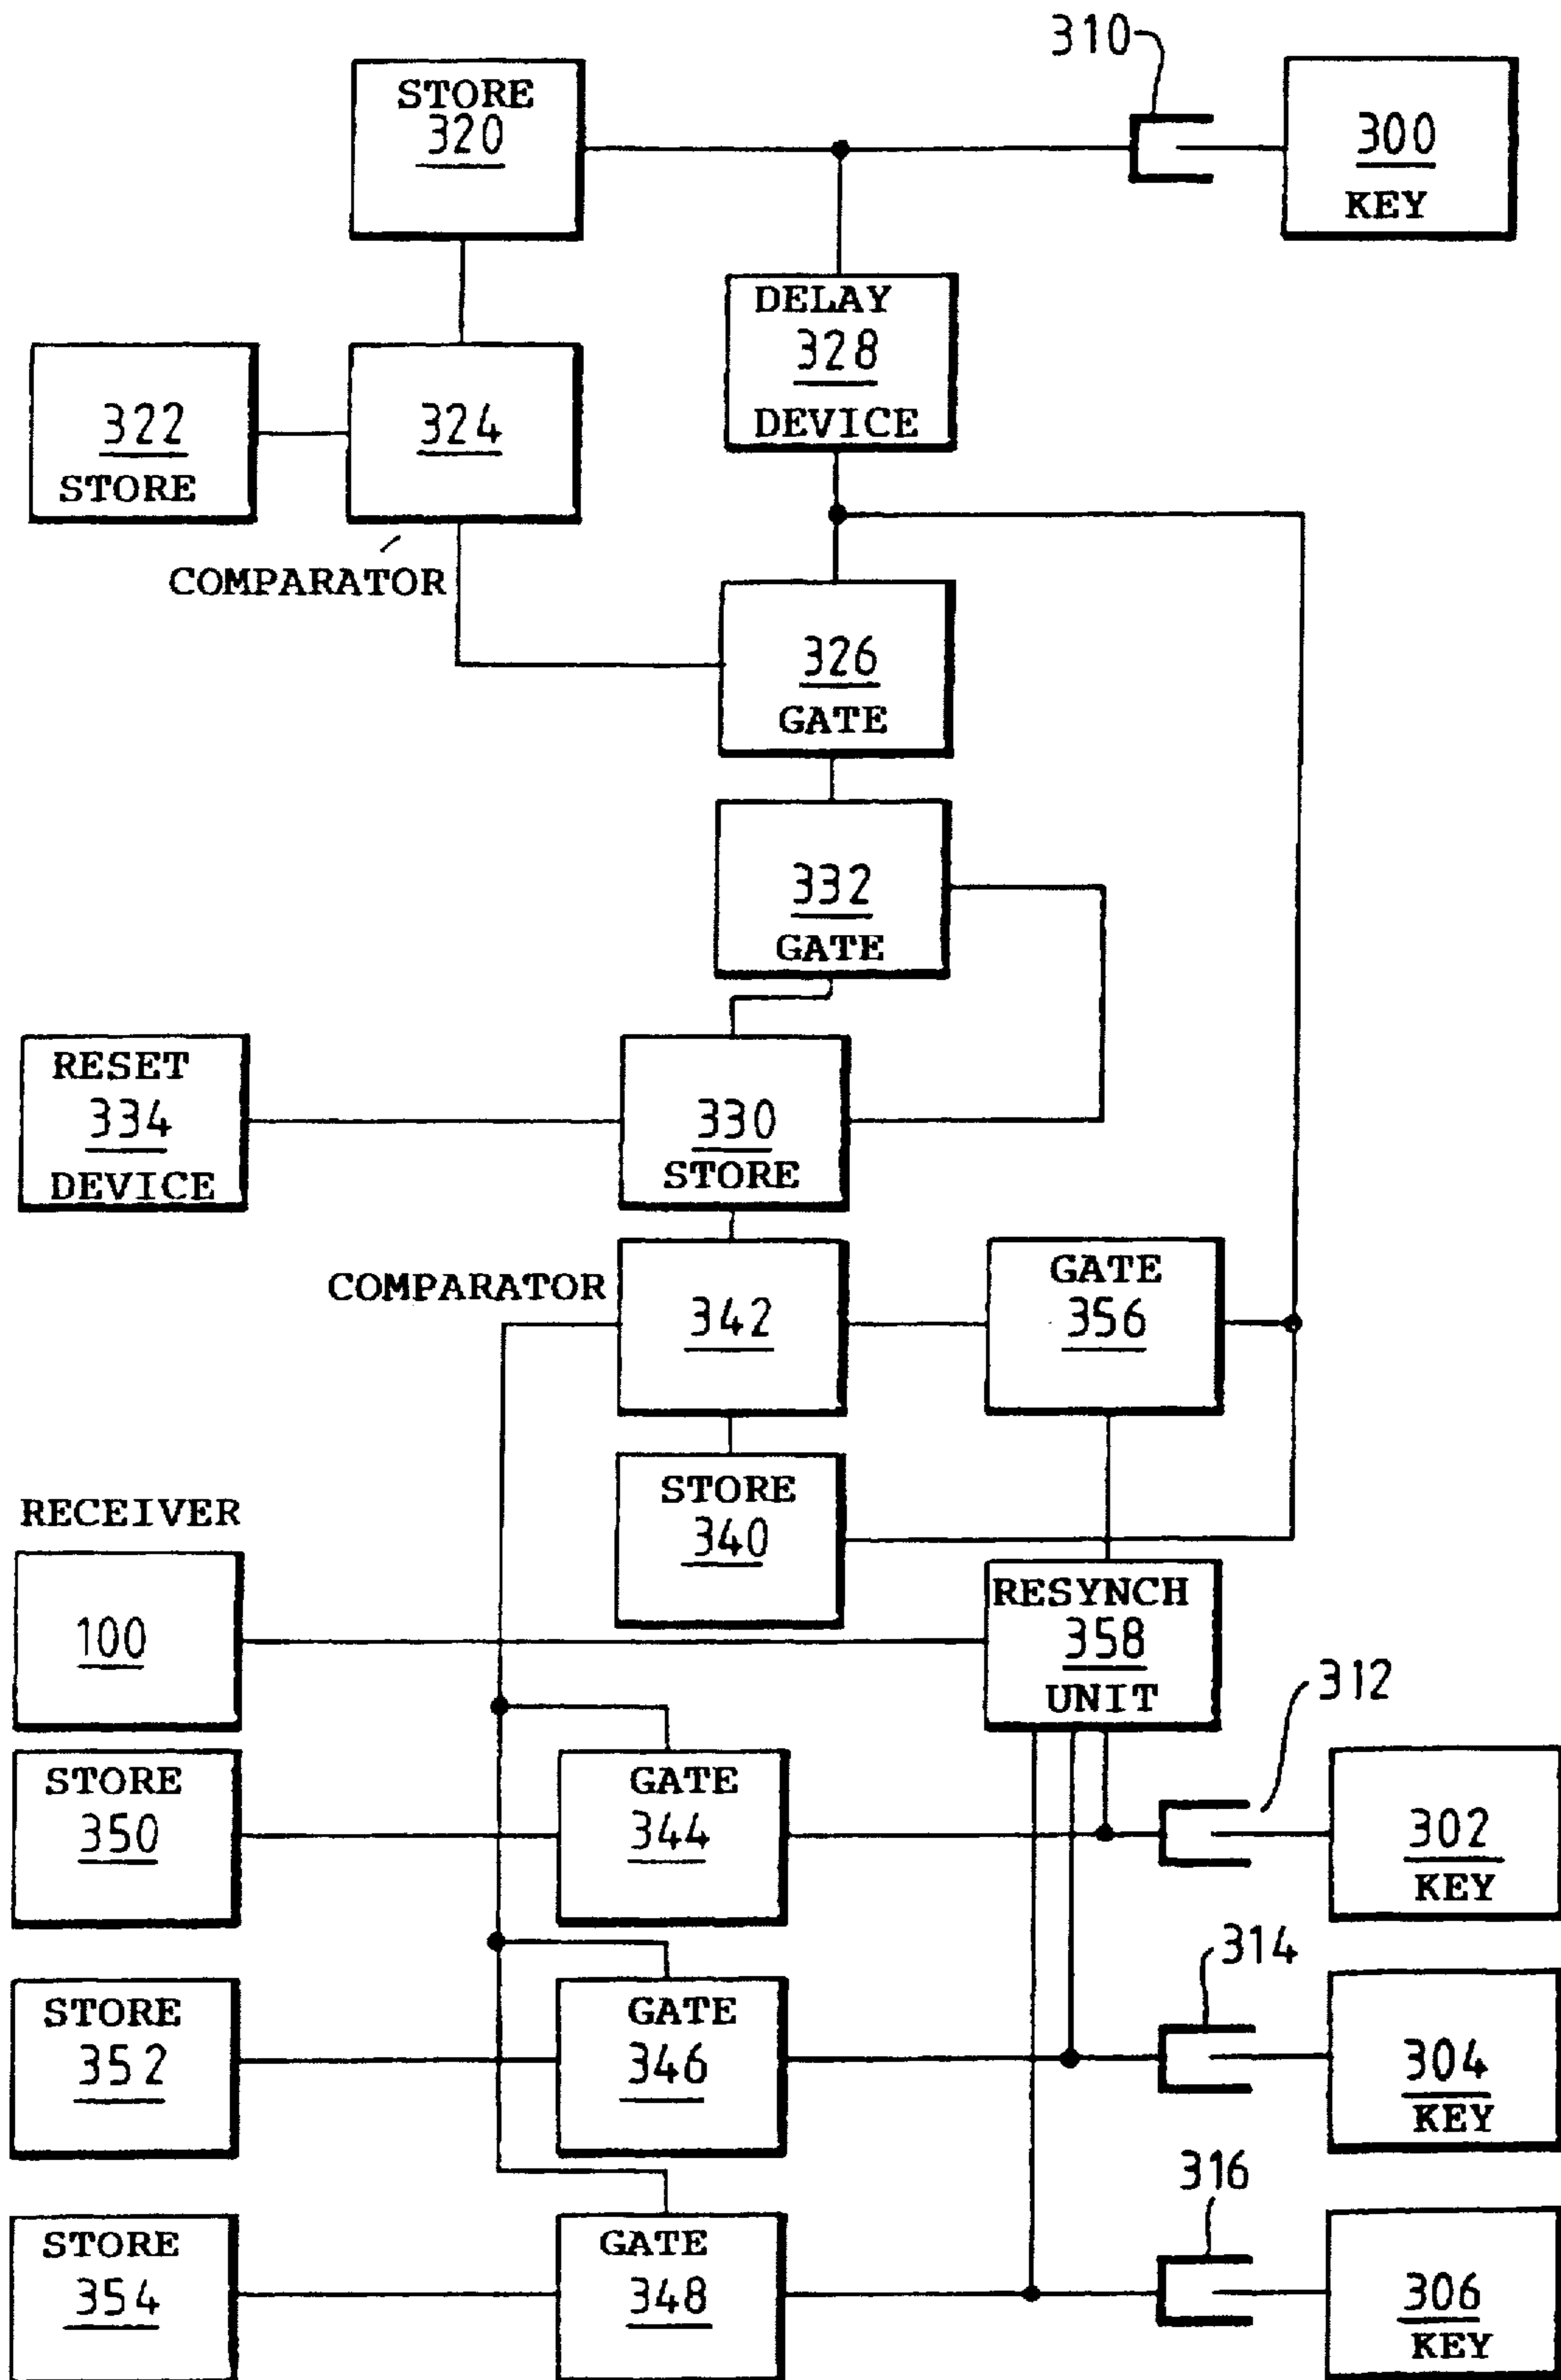 310
STORE
320
300
KEY
DELAY
328
DEVICE
322
STORE
324
COMPARATOR
326
GATE
332
GATE
RESET
334
DEVICE
330
STORE
COMPARATOR
342
GATE
356
STORE
340
RECEIVER
100
RESYNCH
358
UNIT
312
STORE
350
GATE
344
302
KEY
314
STORE
352
GATE
346
304
KEY
316
STORE
354
GATE
348
306
KEY